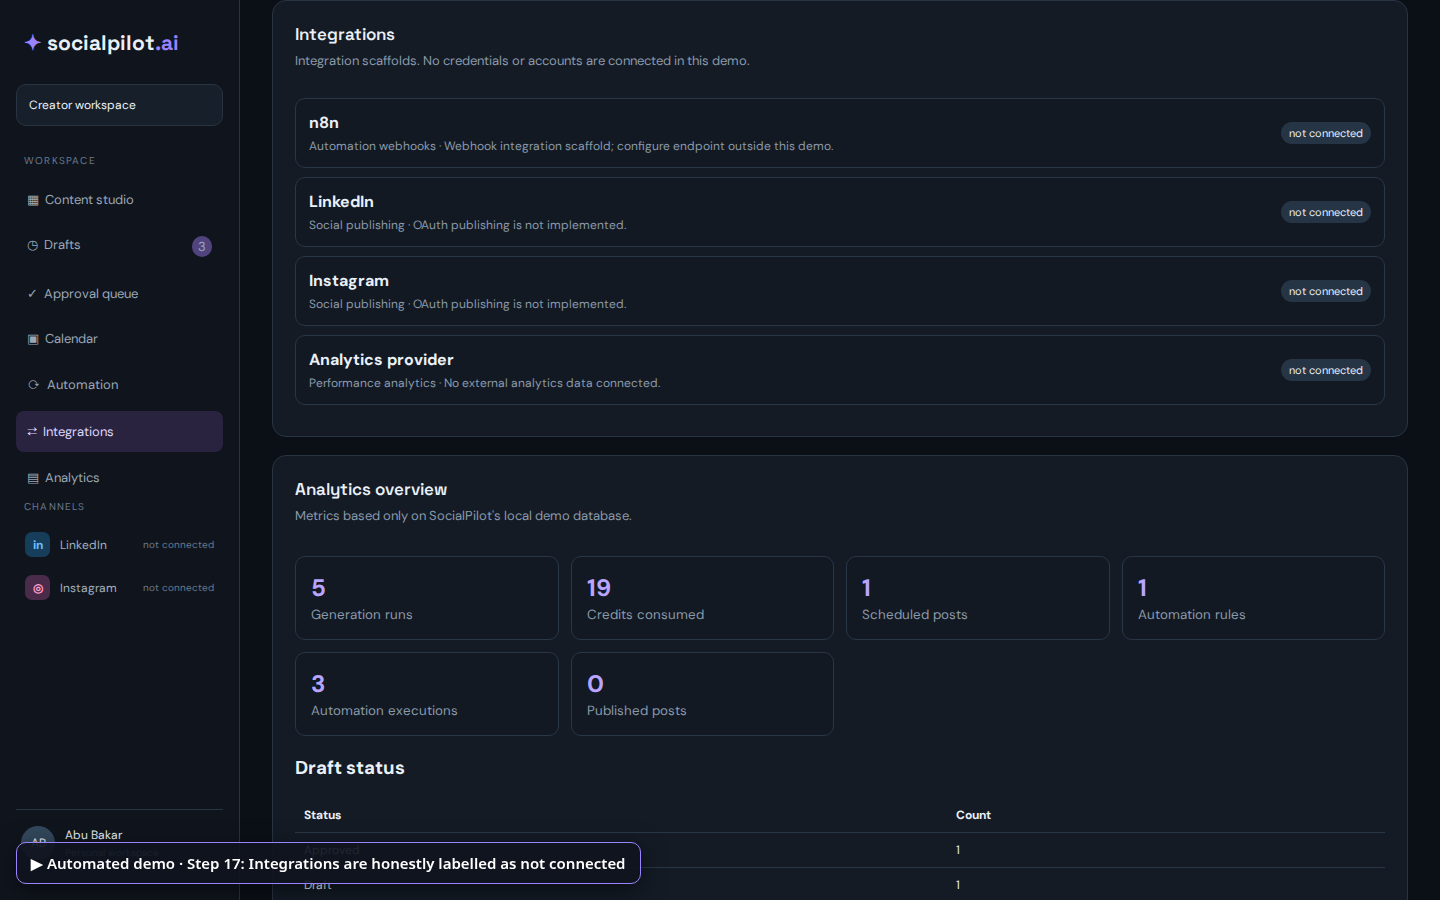 socialpilot.ai
Creator workspace
WORKSPACE
Content studio
Drafts 3
Approval queue
Calendar
Automation
Integrations
Analytics
CHANNELS
in LinkedIn not connected
Instagram not connected
Abu Bakar
Integrations
Integration scaffolds. No credentials or accounts are connected in this demo.
n8n
Automation webhooks · Webhook integration scaffold; configure endpoint outside this demo.
not connected
LinkedIn
Social publishing · OAuth publishing is not implemented.
not connected
Instagram
Social publishing · OAuth publishing is not implemented.
not connected
Analytics provider
Performance analytics · No external analytics data connected.
not connected
Analytics overview
Metrics based only on SocialPilot's local demo database.
5
Generation runs
19
Credits consumed
1
Scheduled posts
1
Automation rules
3
Automation executions
0
Published posts
Draft status
Status Count
Approved 1
Draft 1
▶ Automated demo · Step 17: Integrations are honestly labelled as not connected